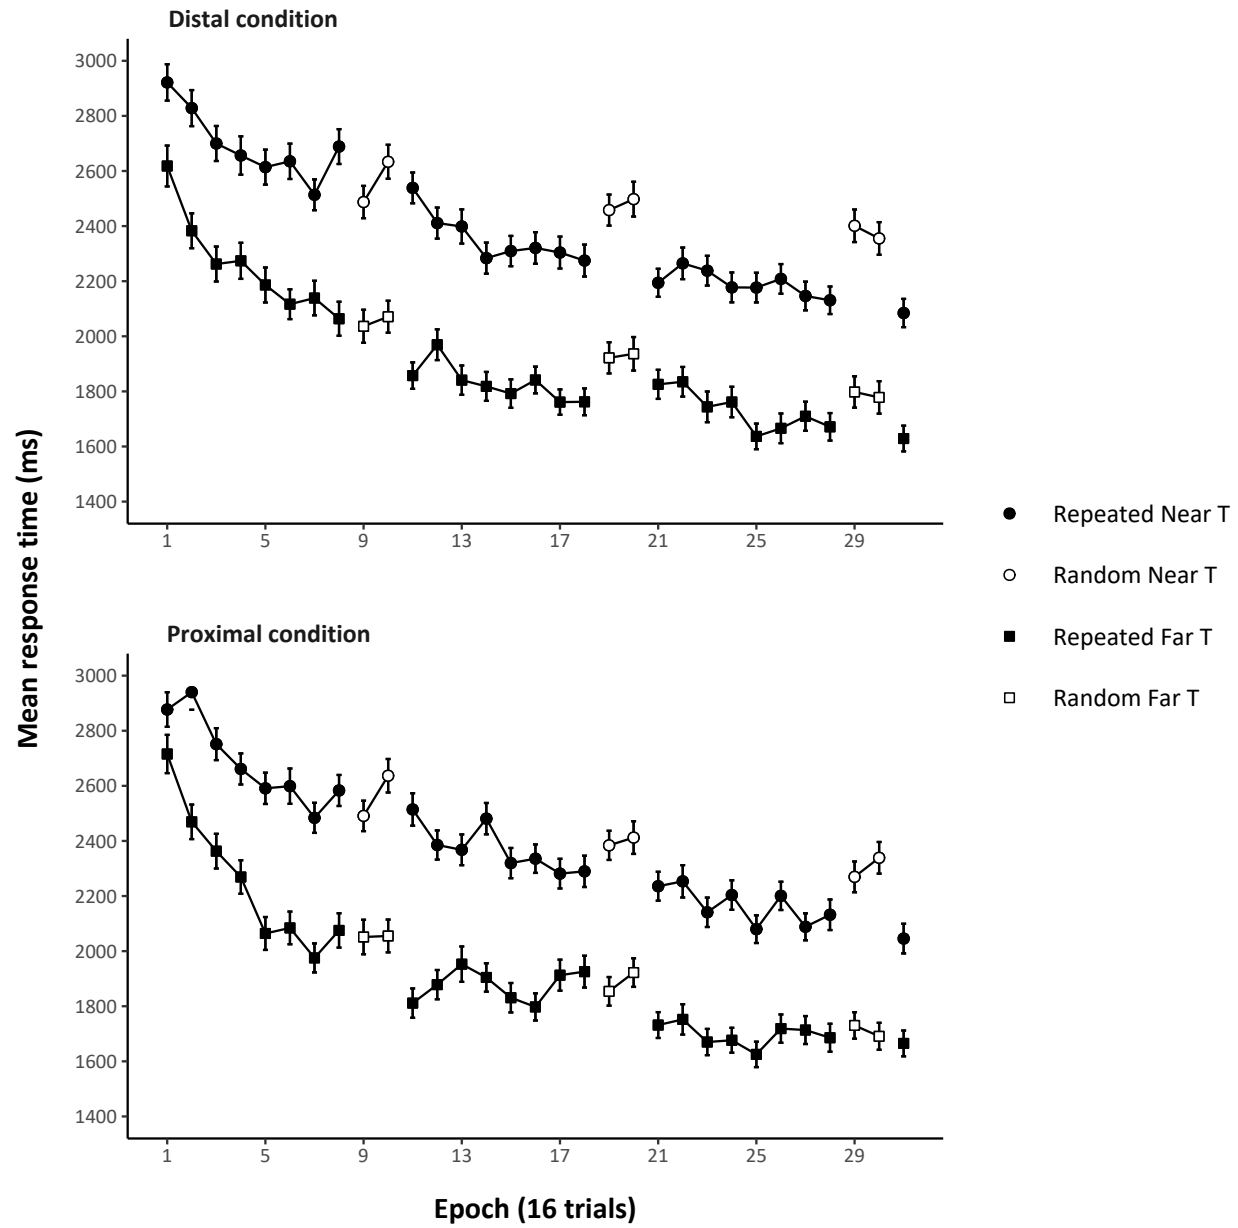 Distal condition
3000
2800
2600
2400
2200
2000
1800
1600
1400
1 5 9 13 17 21 25 29
Mean response time (ms)
Repeated Near T
Random Near T
Repeated Far T
Random Far T
Proximal condition
3000
2800
2600
2400
2200
2000
1800
1600
1400
1 5 9 13 17 21 25 29
Epoch (16 trials)